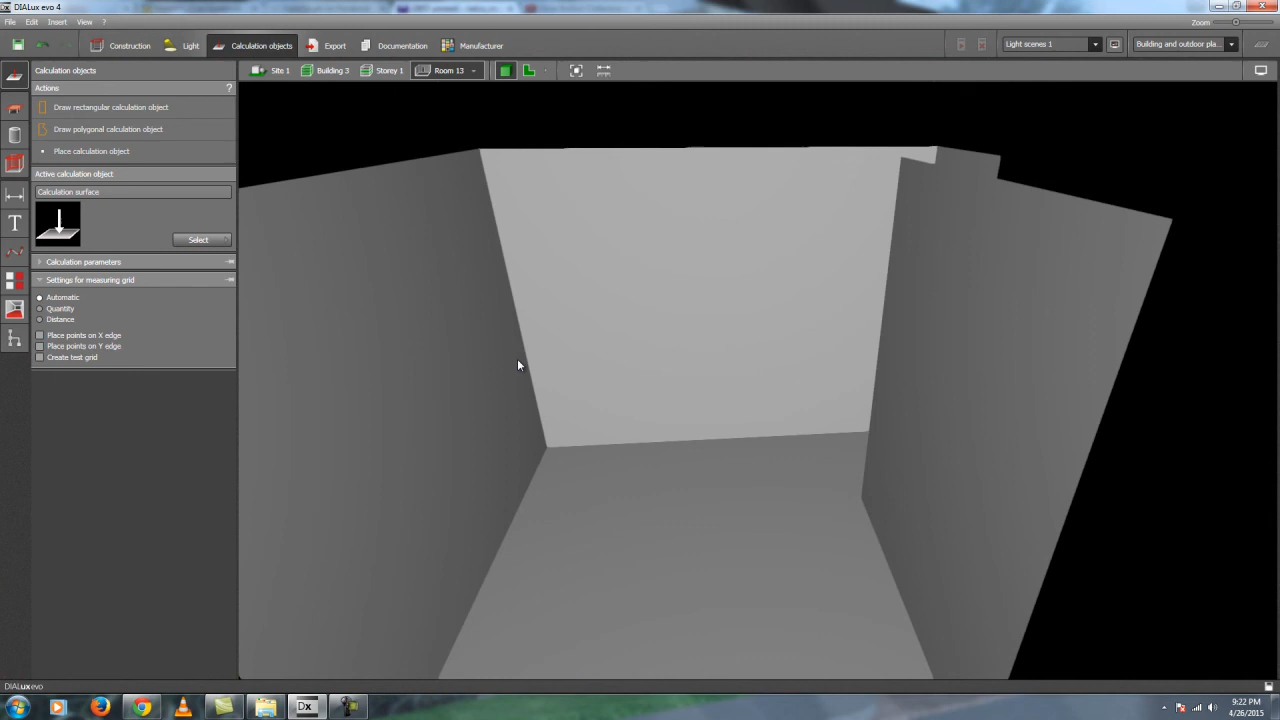 DIALux evo 4
File Edit Insert View ?
Zoom
Construction Light Calculation objects Export Documentation Manufacturer
Light scenes 1 Building and outdoor pla...
Calculation objects
Site 1 Building 3 Storey 1 Room 13
Actions ?
Draw rectangular calculation object
Draw polygonal calculation object
Place calculation object
Active calculation object
Calculation surface
T
Select
Calculation parameters
Settings for measuring grid
Automatic
Quantity
Distance
Place points on X edge
Place points on Y edge
Create test grid
DIALux evo
Dx
9:22 PM
4/26/2015